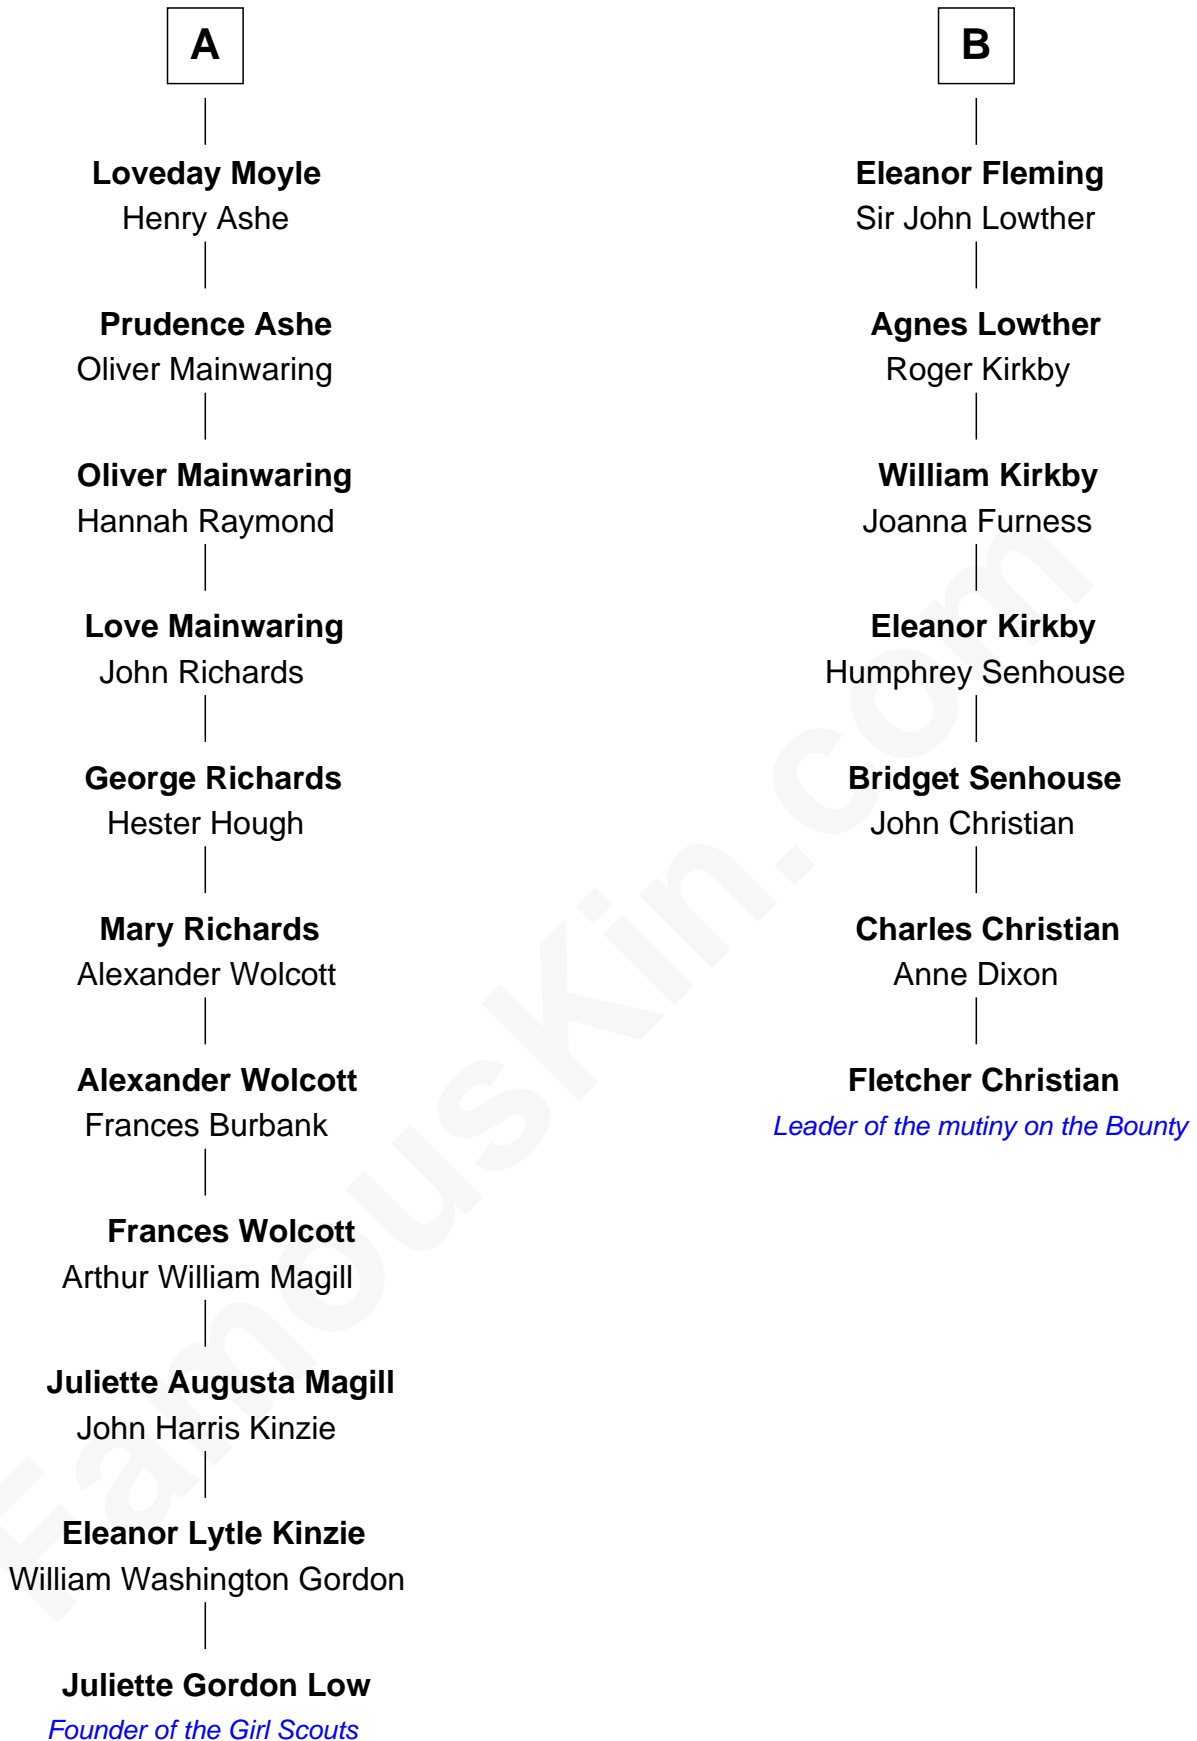 A
Loveday Moyle
Henry Ashe
Prudence Ashe
Oliver Mainwaring
Oliver Mainwaring
Hannah Raymond
Love Mainwaring
John Richards
George Richards
Hester Hough
Mary Richards
Alexander Wolcott
Alexander Wolcott
Frances Burbank
Frances Wolcott
Arthur William Magill
Juliette Augusta Magill
John Harris Kinzie
Eleanor Lytle Kinzie
William Washington Gordon
Juliette Gordon Low
Founder of the Girl Scouts
B
Eleanor Fleming
Sir John Lowther
Agnes Lowther
Roger Kirkby
William Kirkby
Joanna Furness
Eleanor Kirkby
Humphrey Senhouse
Bridget Senhouse
John Christian
Charles Christian
Anne Dixon
Fletcher Christian
Leader of the mutiny on the Bounty
FamousKin.com